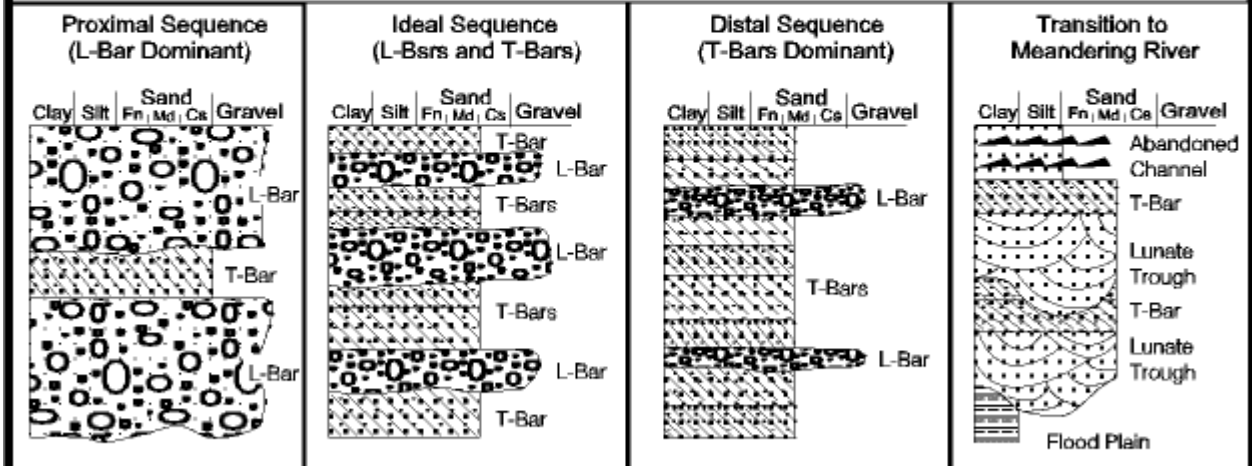 Proximal Sequence
(L-Bar Dominant)
Clay Silt Sand Fn Md Cs Gravel
L-Bar
T-Bar
L-Bar
Ideal Sequence
(L-Bsrs and T-Bars)
Clay Silt Sand Fn Md Cs Gravel
T-Bar
L-Bar
T-Bars
L-Bar
T-Bars
L-Bar
T-Bar
Distal Sequence
(T-Bars Dominant)
Clay Silt Sand Fn Md Cs Gravel
L-Bar
T-Bars
L-Bar
Transition to
Meandering River
Clay Silt Sand Fn Md Cs Gravel
Abandoned
Channel
T-Bar
Lunate
Trough
T-Bar
Lunate
Trough
Flood Plain